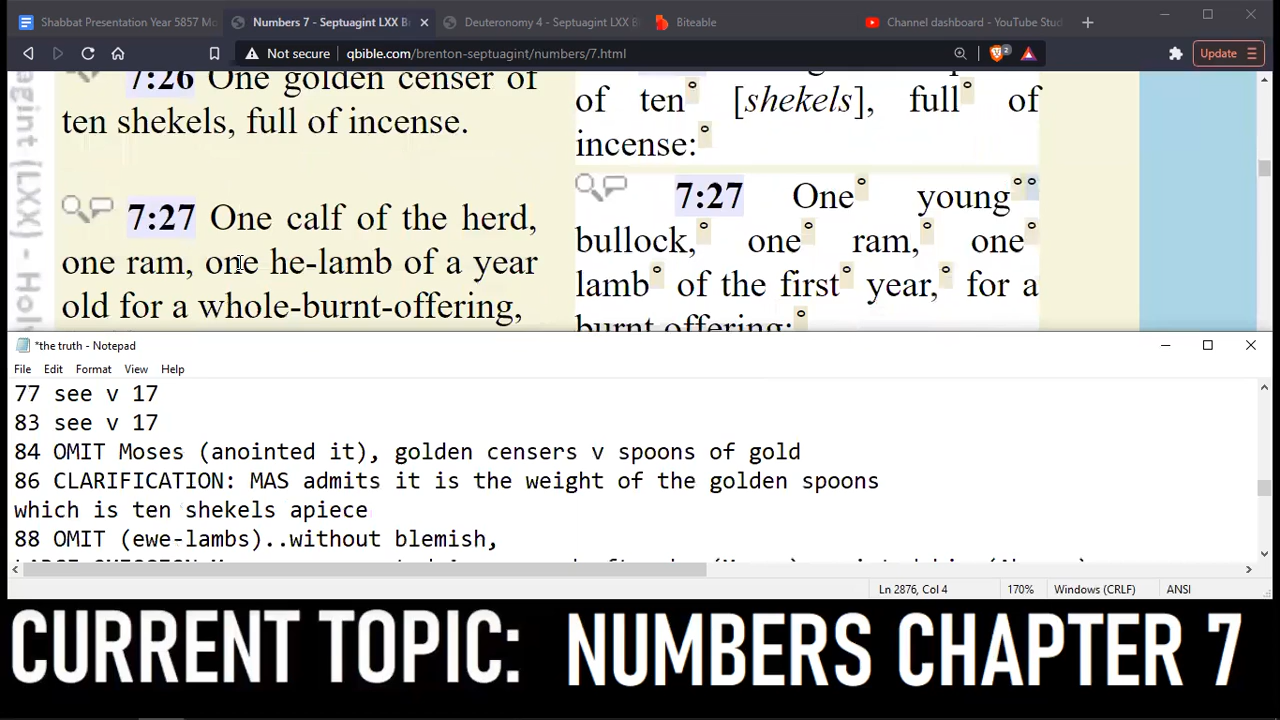 Shabbat Presentation Year 5857 Mo
Numbers 7 - Septuagint LXX B
Deuteronomy 4 - Septuagint LXX B
Biteable
Channel dashboard - YouTube Stud
Not secure
qbible.com/brenton-septuagint/numbers/7.html
2
Update
agint (LXX) - Holy
7:26 One golden censer of
ten shekels, full of incense.
7:27 One calf of the herd,
one ram, one he-lamb of a year
old for a whole-burnt-offering,
of ten° [shekels], full° of
incense:°
7:27 One° young°°
bullock,° one° ram,° one°
lamb° of the first° year,° for a
burnt offering:°
*the truth - Notepad
File Edit Format View Help
77 see v 17
83 see v 17
84 OMIT Moses (anointed it), golden censers v spoons of gold
86 CLARIFICATION: MAS admits it is the weight of the golden spoons
which is ten shekels apiece
88 OMIT (ewe-lambs)..without blemish,
Ln 2876, Col 4
170%
Windows (CRLF)
ANSI
CURRENT TOPIC: NUMBERS CHAPTER 7